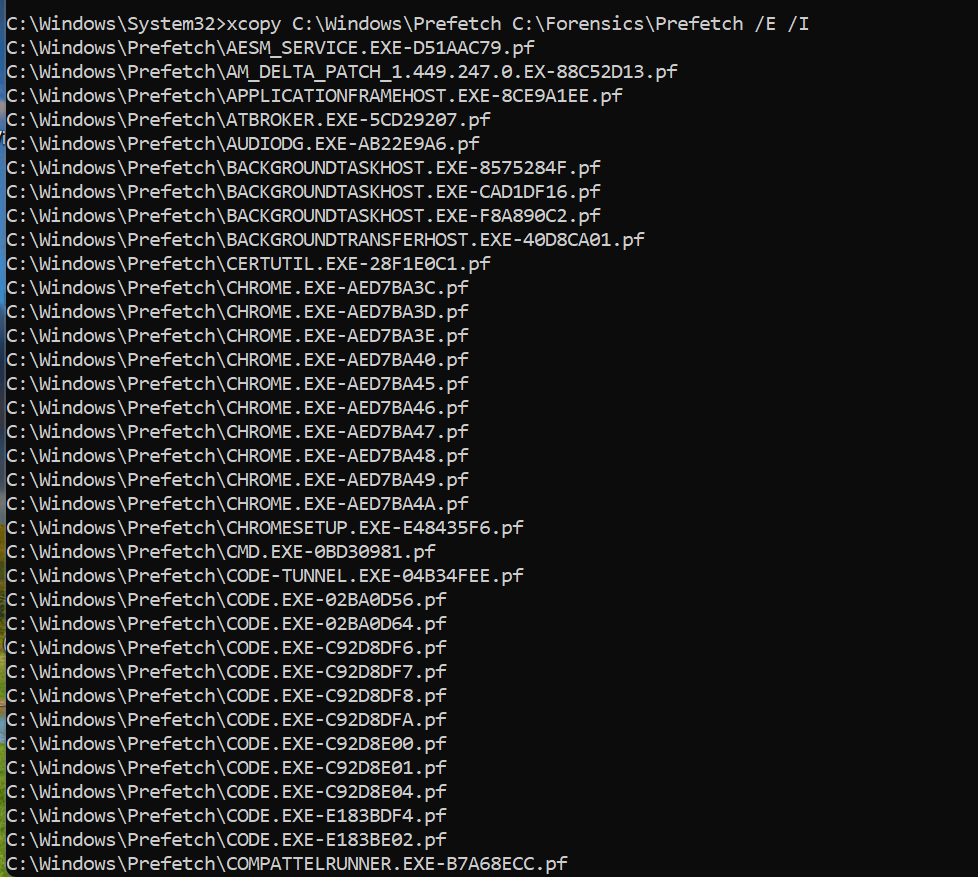 C:\Windows\System32>xcopy C:\Windows\Prefetch C:\Forensics\Prefetch /E /I
C:\Windows\Prefetch\AESM_SERVICE.EXE-D51AAC79.pf
C:\Windows\Prefetch\AM_DELTA_PATCH_1.449.247.0.EX-88C52D13.pf
C:\Windows\Prefetch\APPLICATIONFRAMEHOST.EXE-8CE9A1EE.pf
C:\Windows\Prefetch\ATBROKER.EXE-5CD29207.pf
C:\Windows\Prefetch\AUDIODG.EXE-AB22E9A6.pf
C:\Windows\Prefetch\BACKGROUNDTASKHOST.EXE-8575284F.pf
C:\Windows\Prefetch\BACKGROUNDTASKHOST.EXE-CAD1DF16.pf
C:\Windows\Prefetch\BACKGROUNDTASKHOST.EXE-F8A890C2.pf
C:\Windows\Prefetch\BACKGROUNDTRANSFERHOST.EXE-40D8CA01.pf
C:\Windows\Prefetch\CERTUTIL.EXE-28F1E0C1.pf
C:\Windows\Prefetch\CHROME.EXE-AED7BA3C.pf
C:\Windows\Prefetch\CHROME.EXE-AED7BA3D.pf
C:\Windows\Prefetch\CHROME.EXE-AED7BA3E.pf
C:\Windows\Prefetch\CHROME.EXE-AED7BA40.pf
C:\Windows\Prefetch\CHROME.EXE-AED7BA45.pf
C:\Windows\Prefetch\CHROME.EXE-AED7BA46.pf
C:\Windows\Prefetch\CHROME.EXE-AED7BA47.pf
C:\Windows\Prefetch\CHROME.EXE-AED7BA48.pf
C:\Windows\Prefetch\CHROME.EXE-AED7BA49.pf
C:\Windows\Prefetch\CHROME.EXE-AED7BA4A.pf
C:\Windows\Prefetch\CHROMESETUP.EXE-E48435F6.pf
C:\Windows\Prefetch\CMD.EXE-0BD30981.pf
C:\Windows\Prefetch\CODE-TUNNEL.EXE-04B34FEE.pf
C:\Windows\Prefetch\CODE.EXE-02BA0D56.pf
C:\Windows\Prefetch\CODE.EXE-02BA0D64.pf
C:\Windows\Prefetch\CODE.EXE-C92D8DF6.pf
C:\Windows\Prefetch\CODE.EXE-C92D8DF7.pf
C:\Windows\Prefetch\CODE.EXE-C92D8DF8.pf
C:\Windows\Prefetch\CODE.EXE-C92D8DFA.pf
C:\Windows\Prefetch\CODE.EXE-C92D8E00.pf
C:\Windows\Prefetch\CODE.EXE-C92D8E01.pf
C:\Windows\Prefetch\CODE.EXE-C92D8E04.pf
C:\Windows\Prefetch\CODE.EXE-E183BDF4.pf
C:\Windows\Prefetch\CODE.EXE-E183BE02.pf
C:\Windows\Prefetch\COMPATTELRUNNER.EXE-B7A68ECC.pf